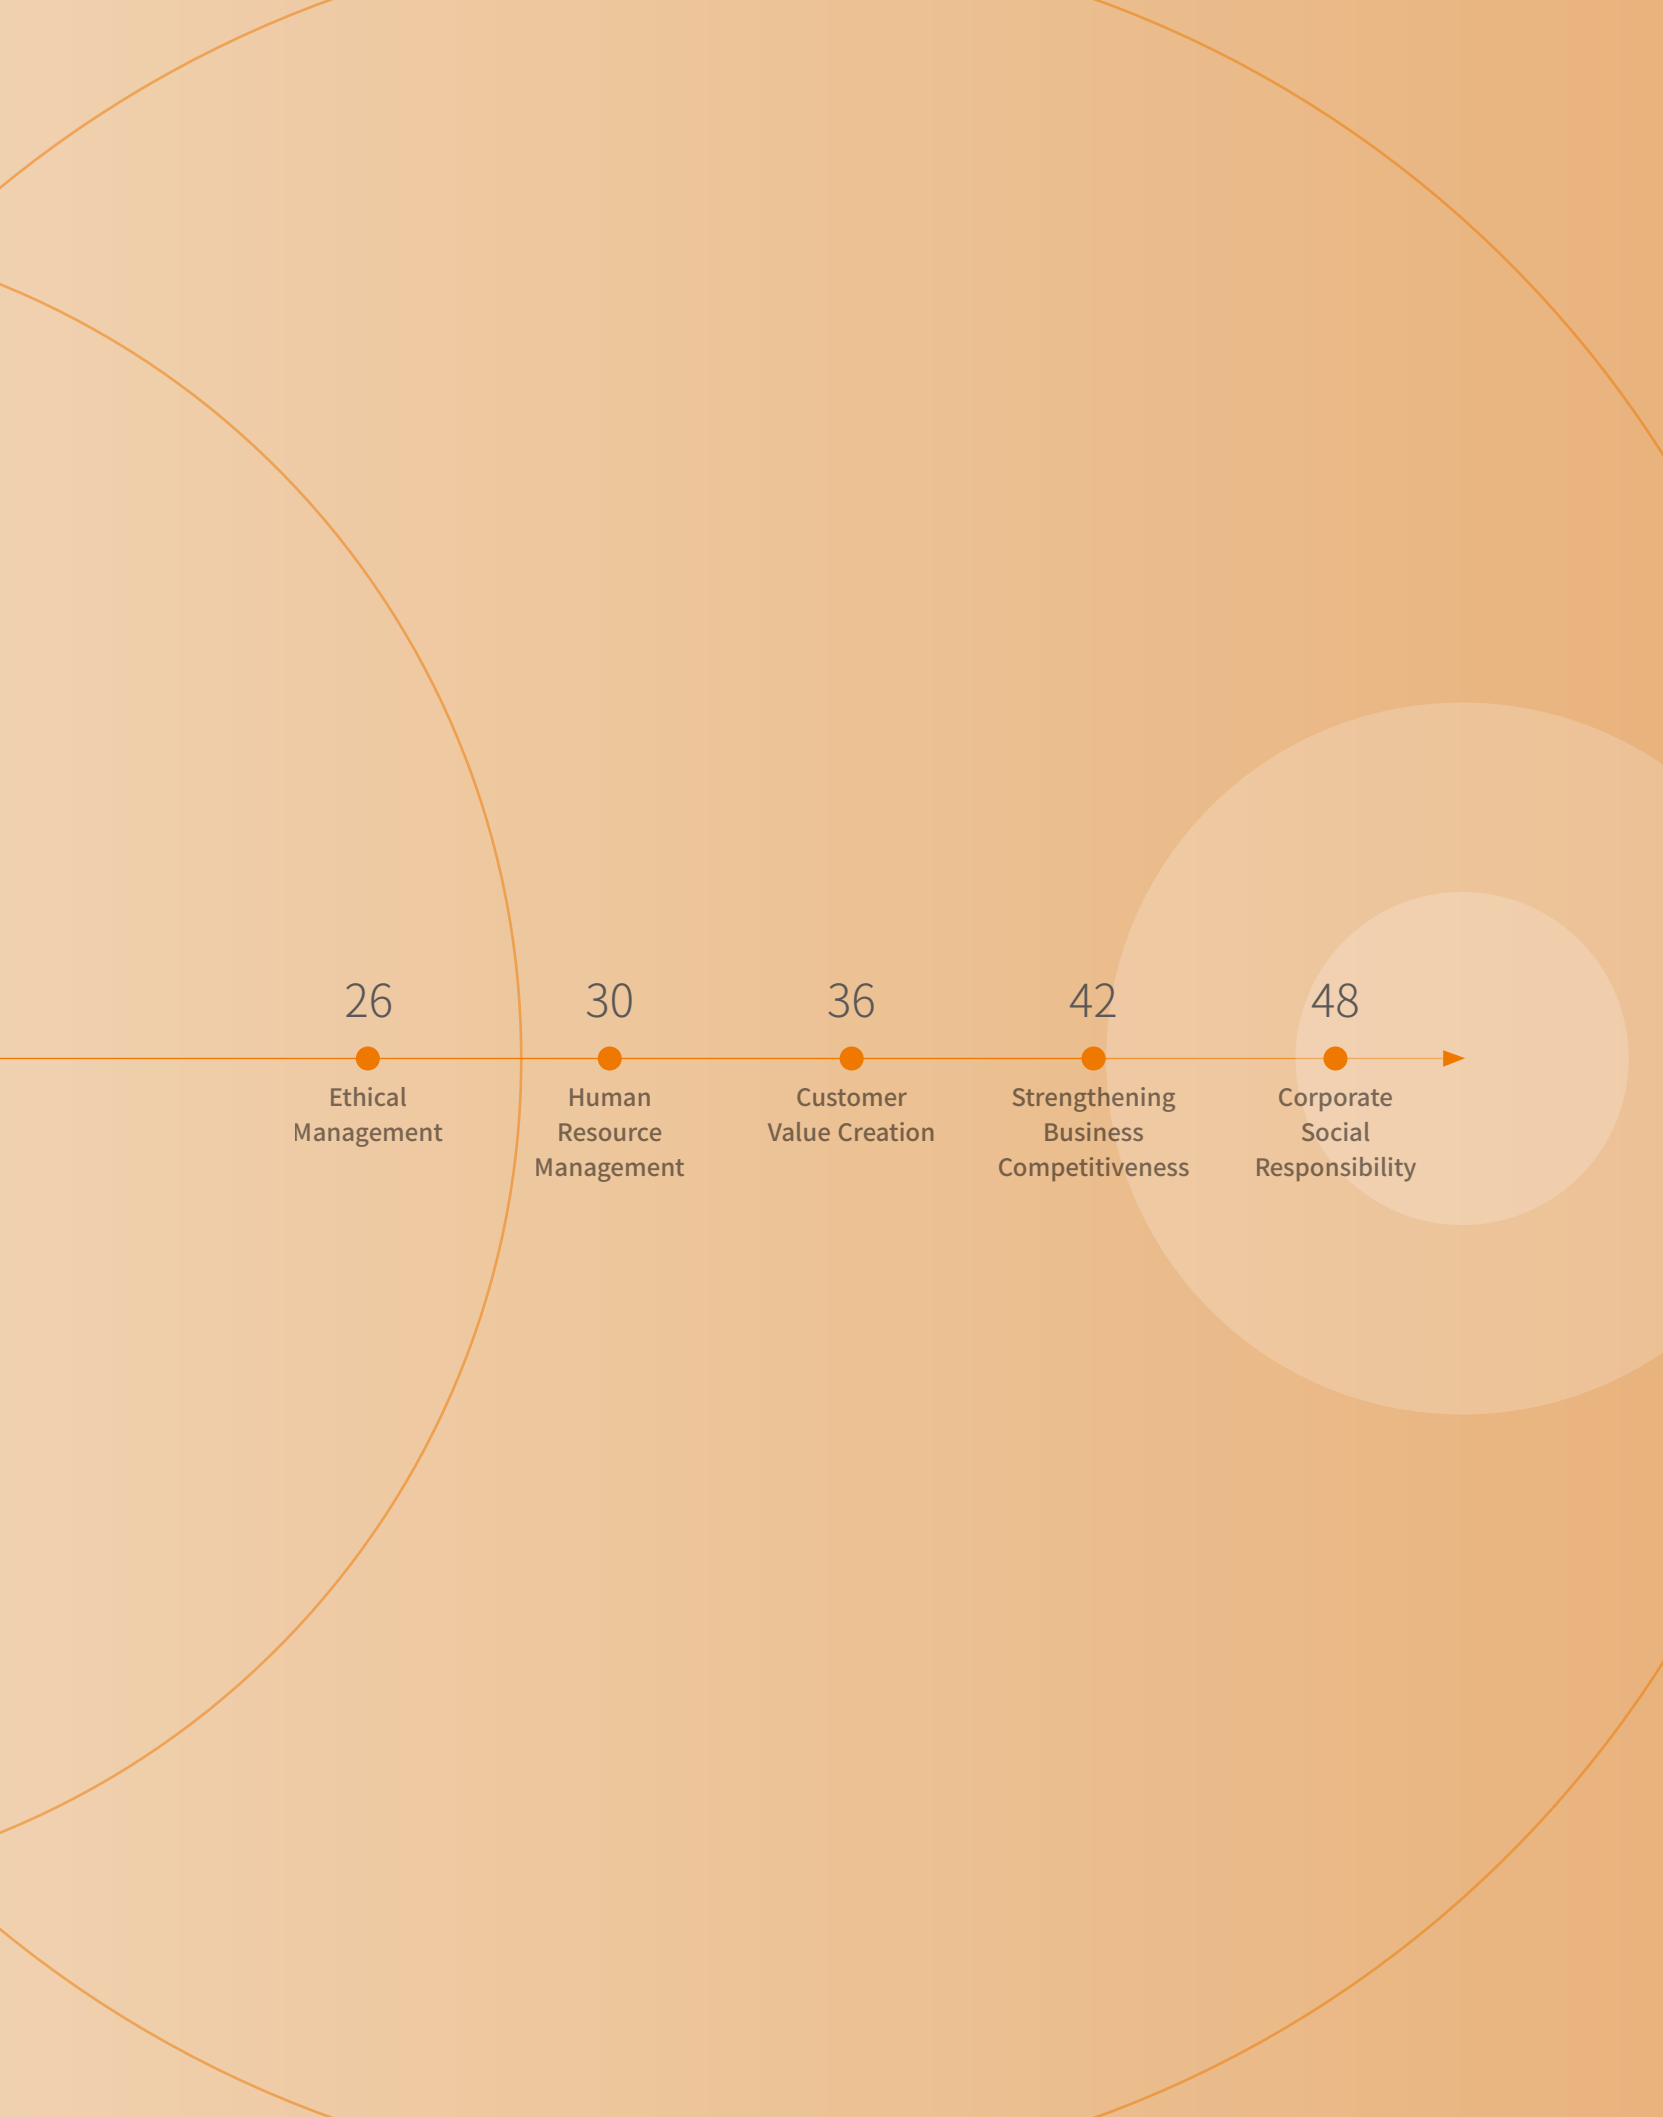 26
Ethical
Management
30
Human
Resource
Management
36
Customer
Value Creation
42
Strengthening
Business
Competitiveness
48
Corporate
Social
Responsibility